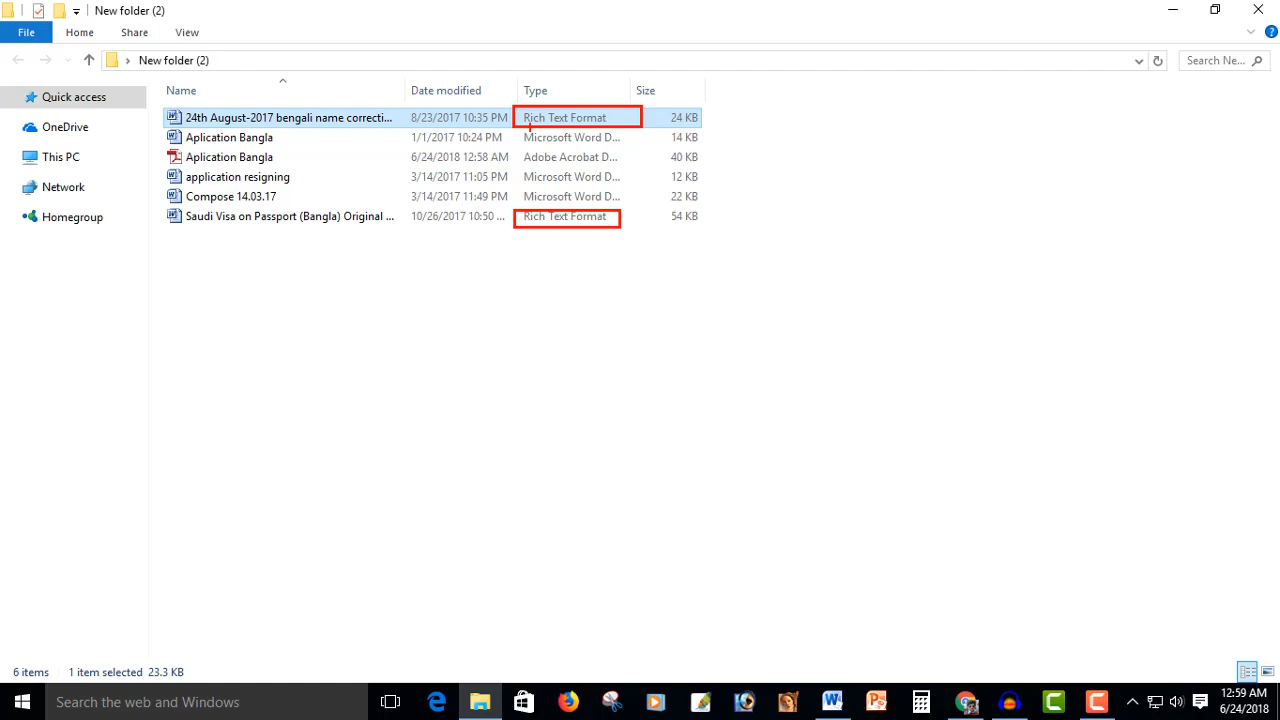 New folder (2)
File Home Share View
New folder (2) Search Ne...
Name Date modified Type Size
Quick access
OneDrive
This PC
Network
Homegroup
24th August-2017 bengali name correcti... 8/23/2017 10:35 PM Rich Text Format 24 KB
Aplication Bangla 1/1/2017 10:24 PM Microsoft Word D... 14 KB
Aplication Bangla 6/24/2018 12:58 AM Adobe Acrobat D... 40 KB
application resigning 3/14/2017 11:05 PM Microsoft Word D... 12 KB
Compose 14.03.17 3/14/2017 11:49 PM Microsoft Word D... 22 KB
Saudi Visa on Passport (Bangla) Original ... 10/26/2017 10:50 ... Rich Text Format 54 KB
6 items 1 item selected 23.3 KB
Search the web and Windows
12:59 AM
6/24/2018